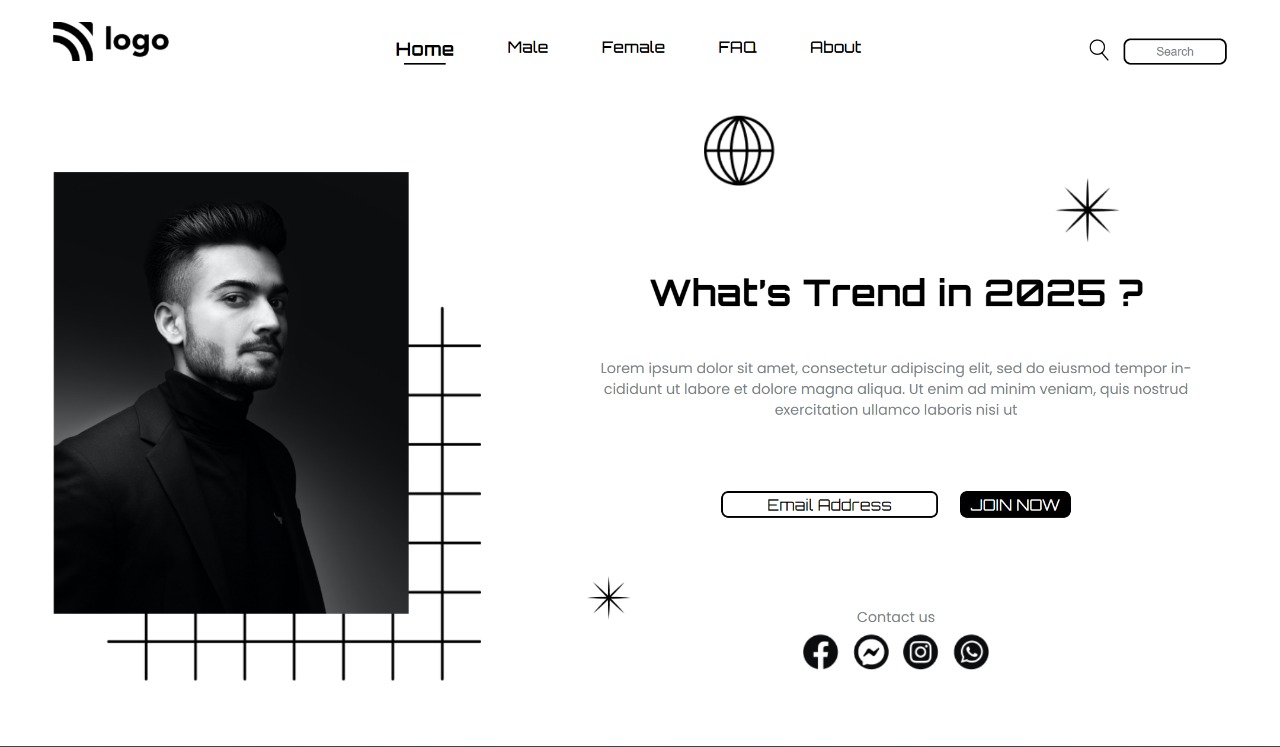 logo
Home
Male
Female
FAQ
About
Search
What's Trend in 2025 ?
Lorem ipsum dolor sit amet, consectetur adipiscing elit, sed do eiusmod tempor in-
cididunt ut labore et dolore magna aliqua. Ut enim ad minim veniam, quis nostrud
exercitation ullamco laboris nisi ut
Email Address
JOIN NOW
Contact us